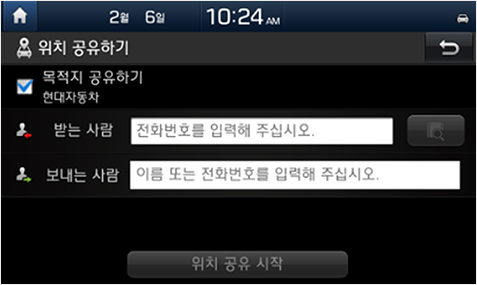 2월 6일 10:24 AM
위치 공유하기
목적지 공유하기
현대자동차
받는 사람 전화번호를 입력해 주십시오.
보내는 사람 이름 또는 전화번호를 입력해 주십시오.
위치 공유 시작